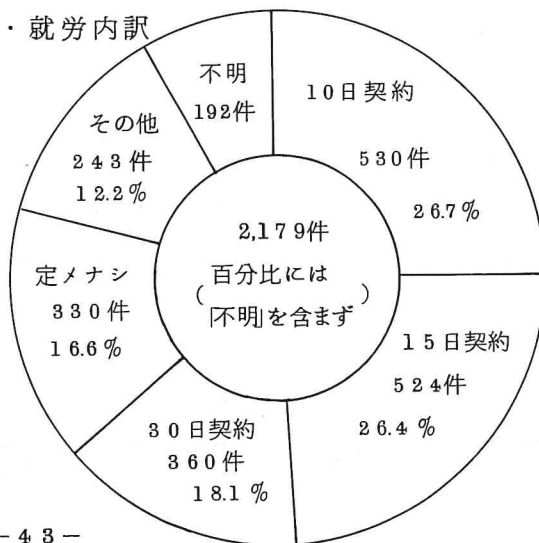 ・就労内訳
10日契約
530件
26.7%
15日契約
524件
26.4%
30日契約
360件
18.1%
定メナシ
330件
16.6%
その他
243件
12.2%
不明
192件
2,179件
(百分比には
「不明」を含まず)
-43-